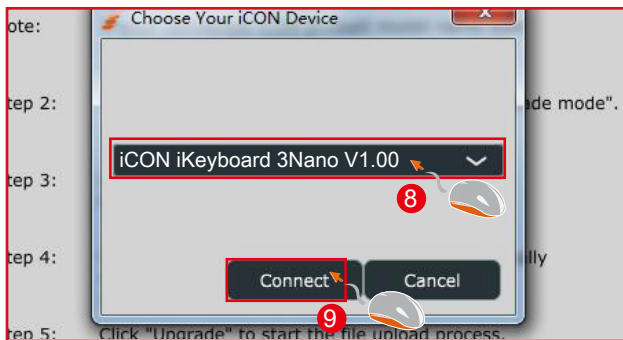 Choose Your iCON Device
ote:
tep 2:
ade mode".
iCON iKeyboard 3Nano V1.00
tep 3:
8
tep 4:
lly
Connect
Cancel
9
tep 5:
Click "Upgrade" to start the file upload process.